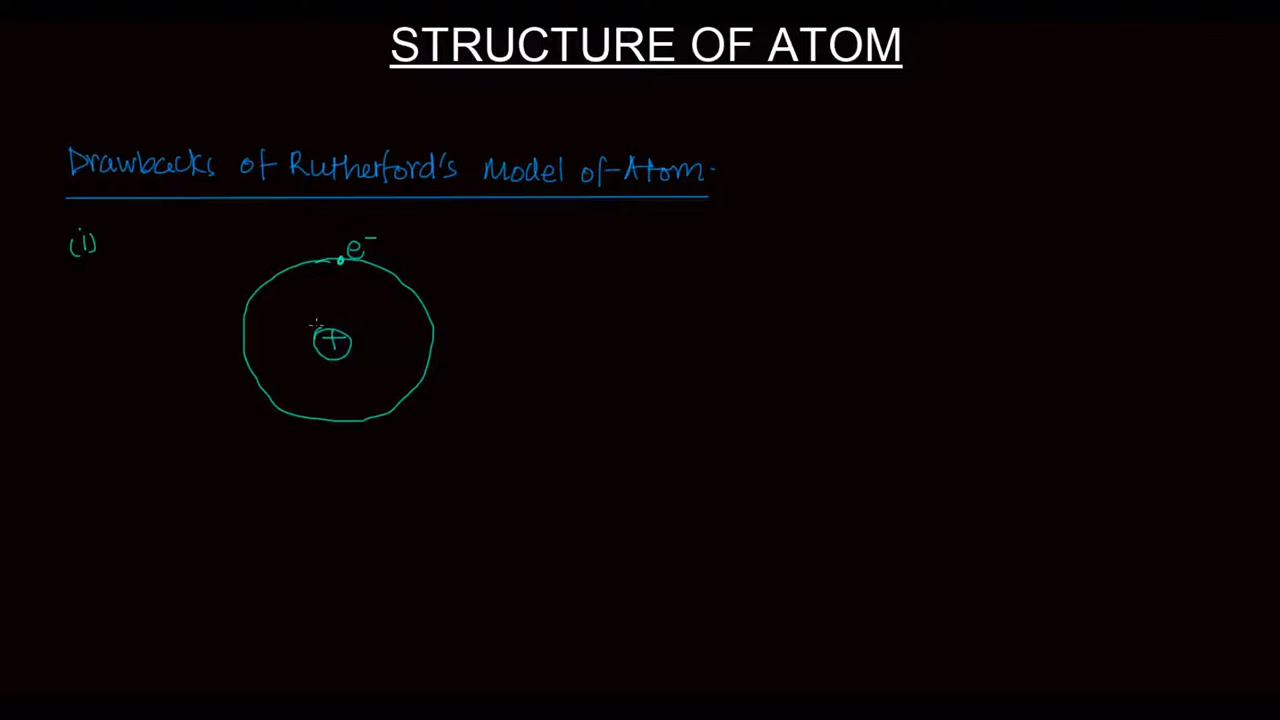 STRUCTURE OF ATOM
Drawbacks of Rutherford's Model of Atom.
(i)
e⁻
+